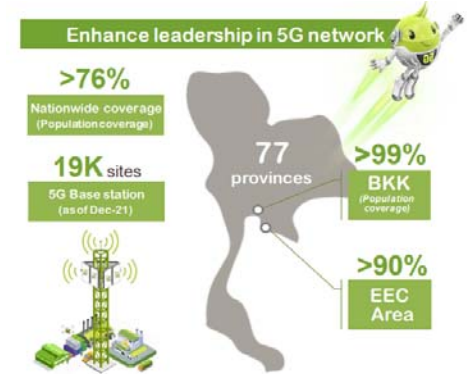 Enhance leadership in 5G network
>76%
Nationwide coverage
(Population coverage)
19K sites
5G Base station
(as of Dec-21)
77
provinces
>99%
BKK
(Population
coverage)
>90%
EEC
Area